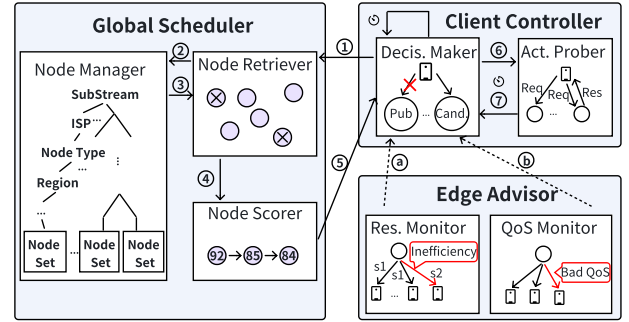 Global Scheduler
Node Manager
SubStream
ISP
...
Node Type
...
⋮
Region
...
...
Node
Set
...
Node
Set
Node
Set
②
③
Node Retriever
④
Node Scorer
92
85
84
①
⑤
Client Controller
Decis. Maker
Pub
...
Cand.
⑥
⑦
Act. Prober
Req
Req
Res
...
ⓐ
ⓑ
Edge Advisor
Res. Monitor
Inefficiency
s1
s1
s2
...
QoS Monitor
Bad QoS